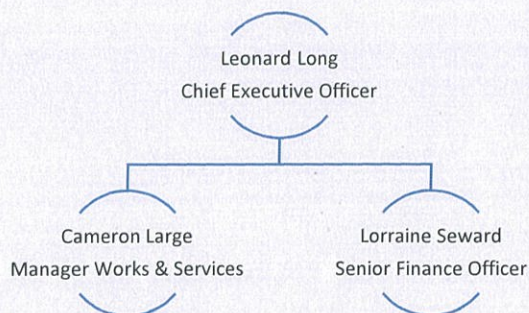 Leonard Long
Chief Executive Officer
Cameron Large
Manager Works & Services
Lorraine Seward
Senior Finance Officer